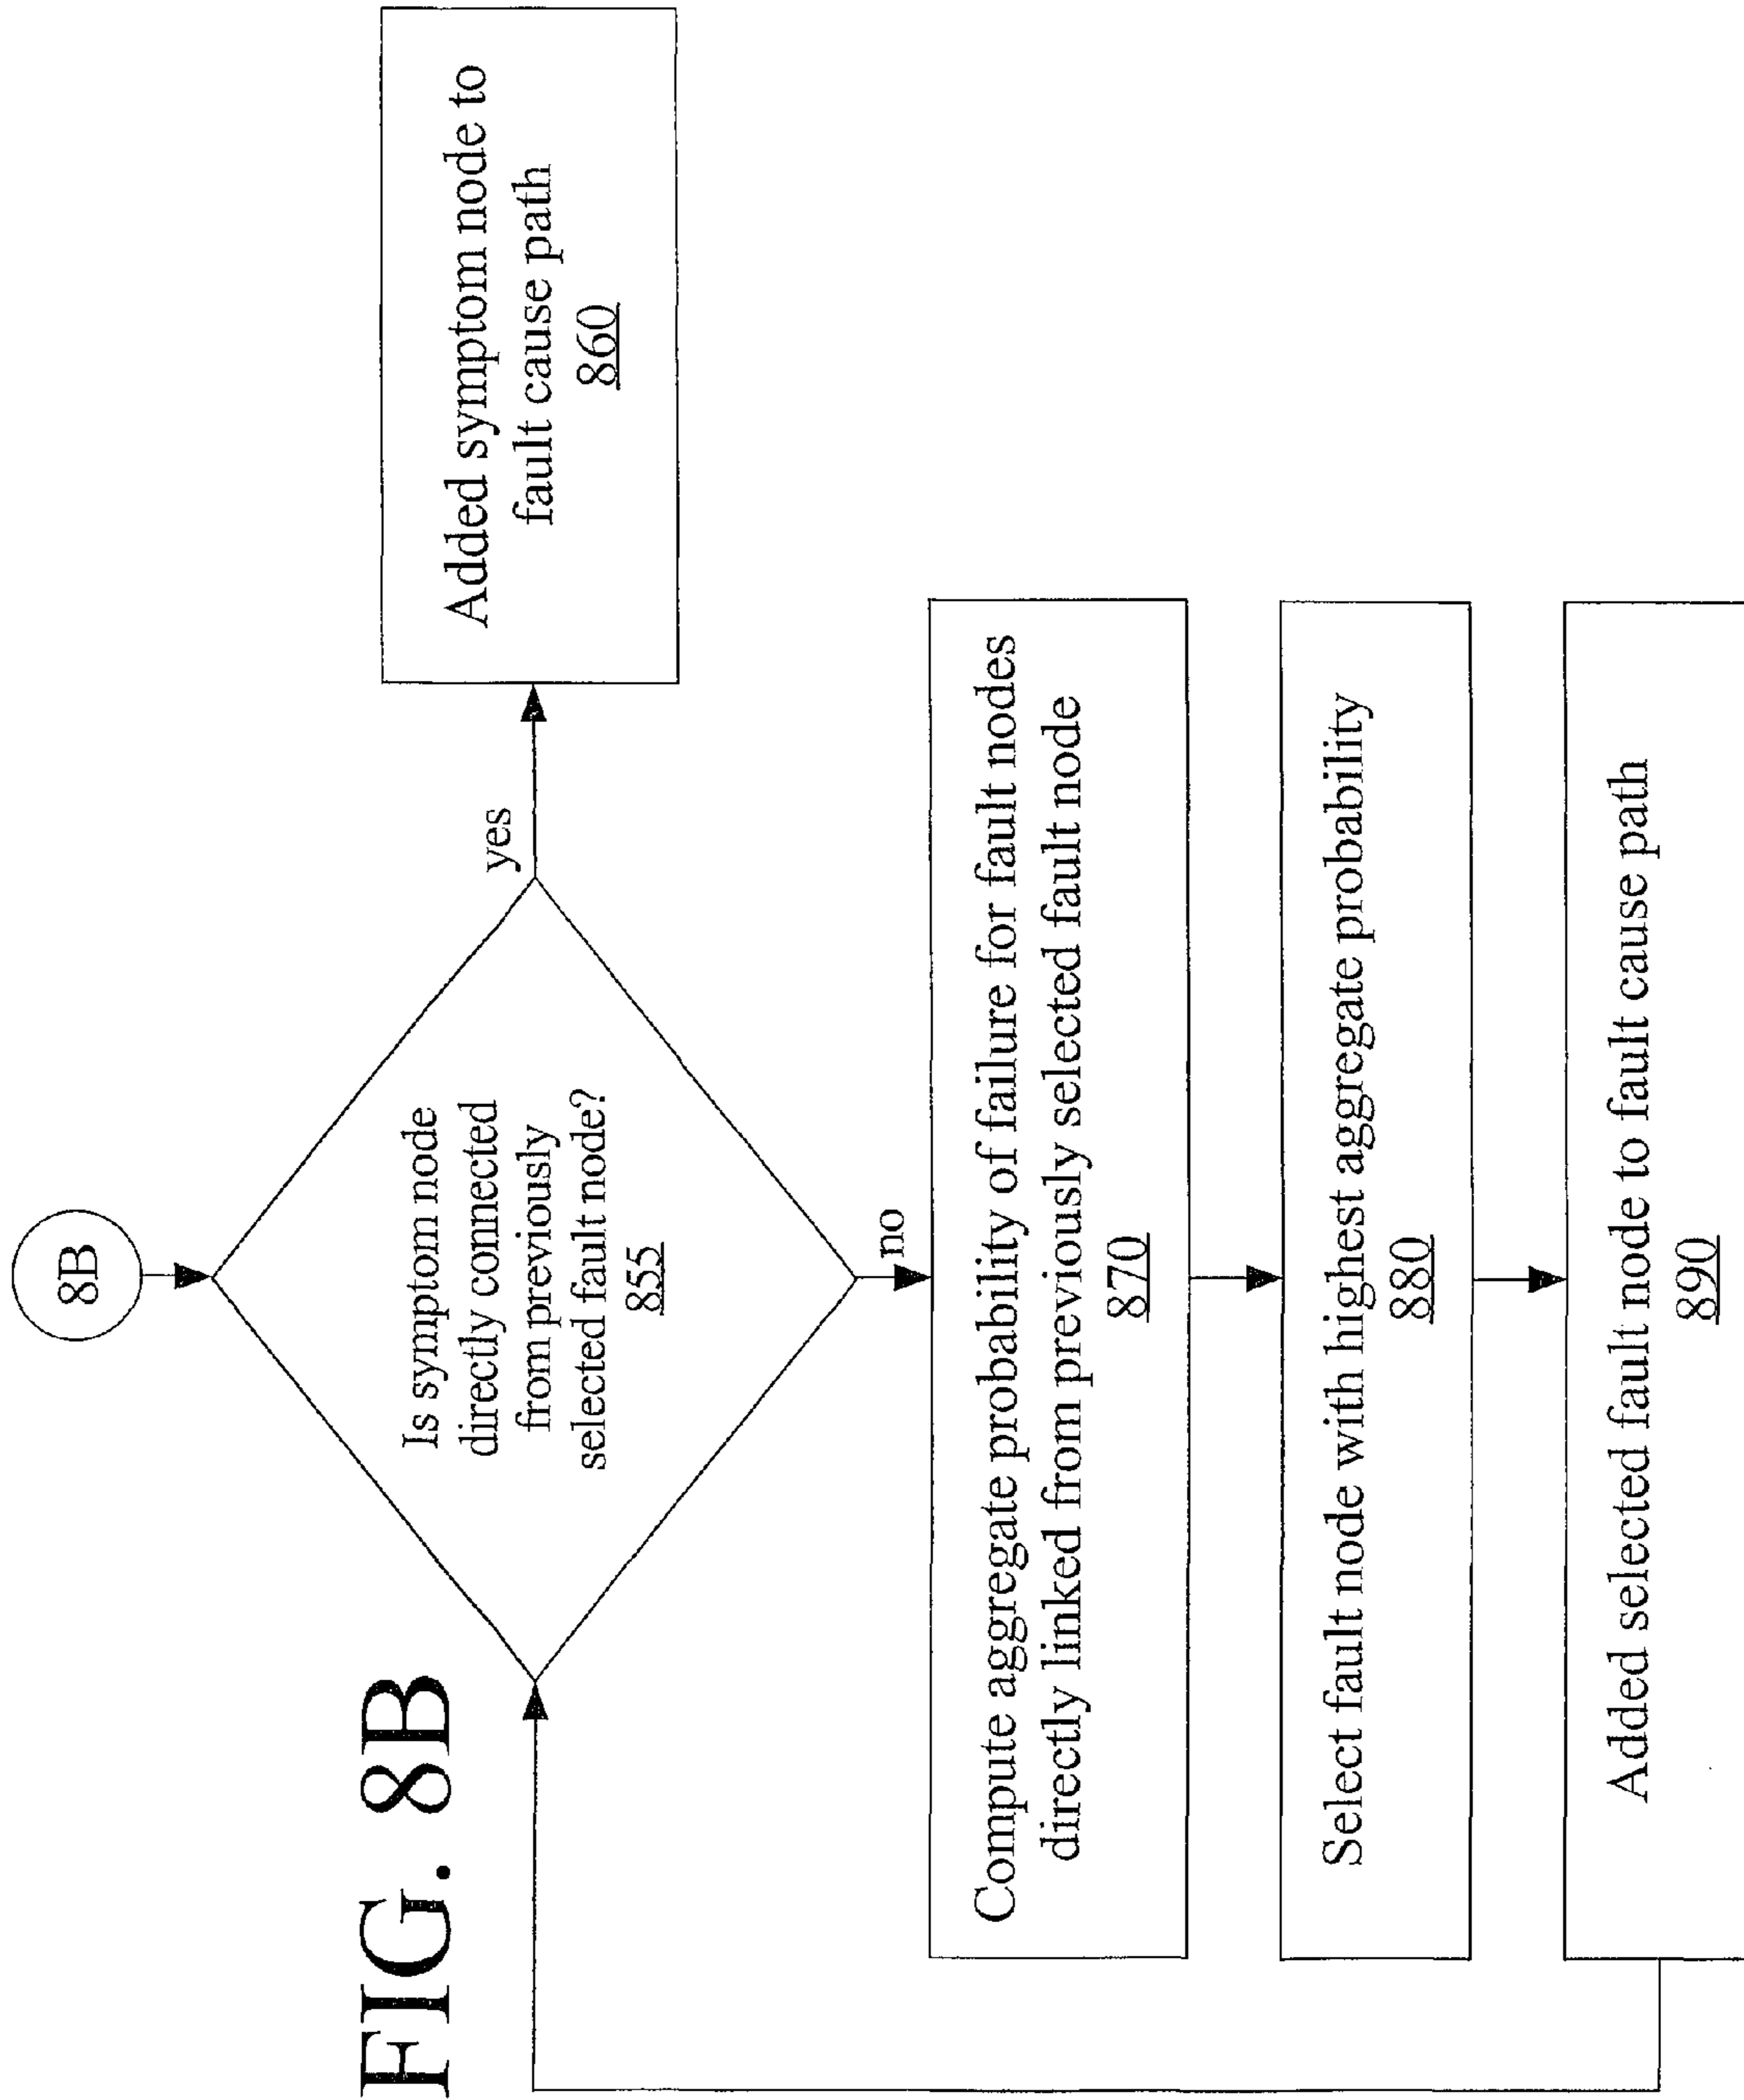 FIG. 8B
8B
Is symptom node
directly connected
from previously
selected fault node?
855
yes
Added symptom node to
fault cause path
860
no
Compute aggregate probability of failure for fault nodes
directly linked from previously selected fault node
870
Select fault node with highest aggregate probability
880
Added selected fault node to fault cause path
890